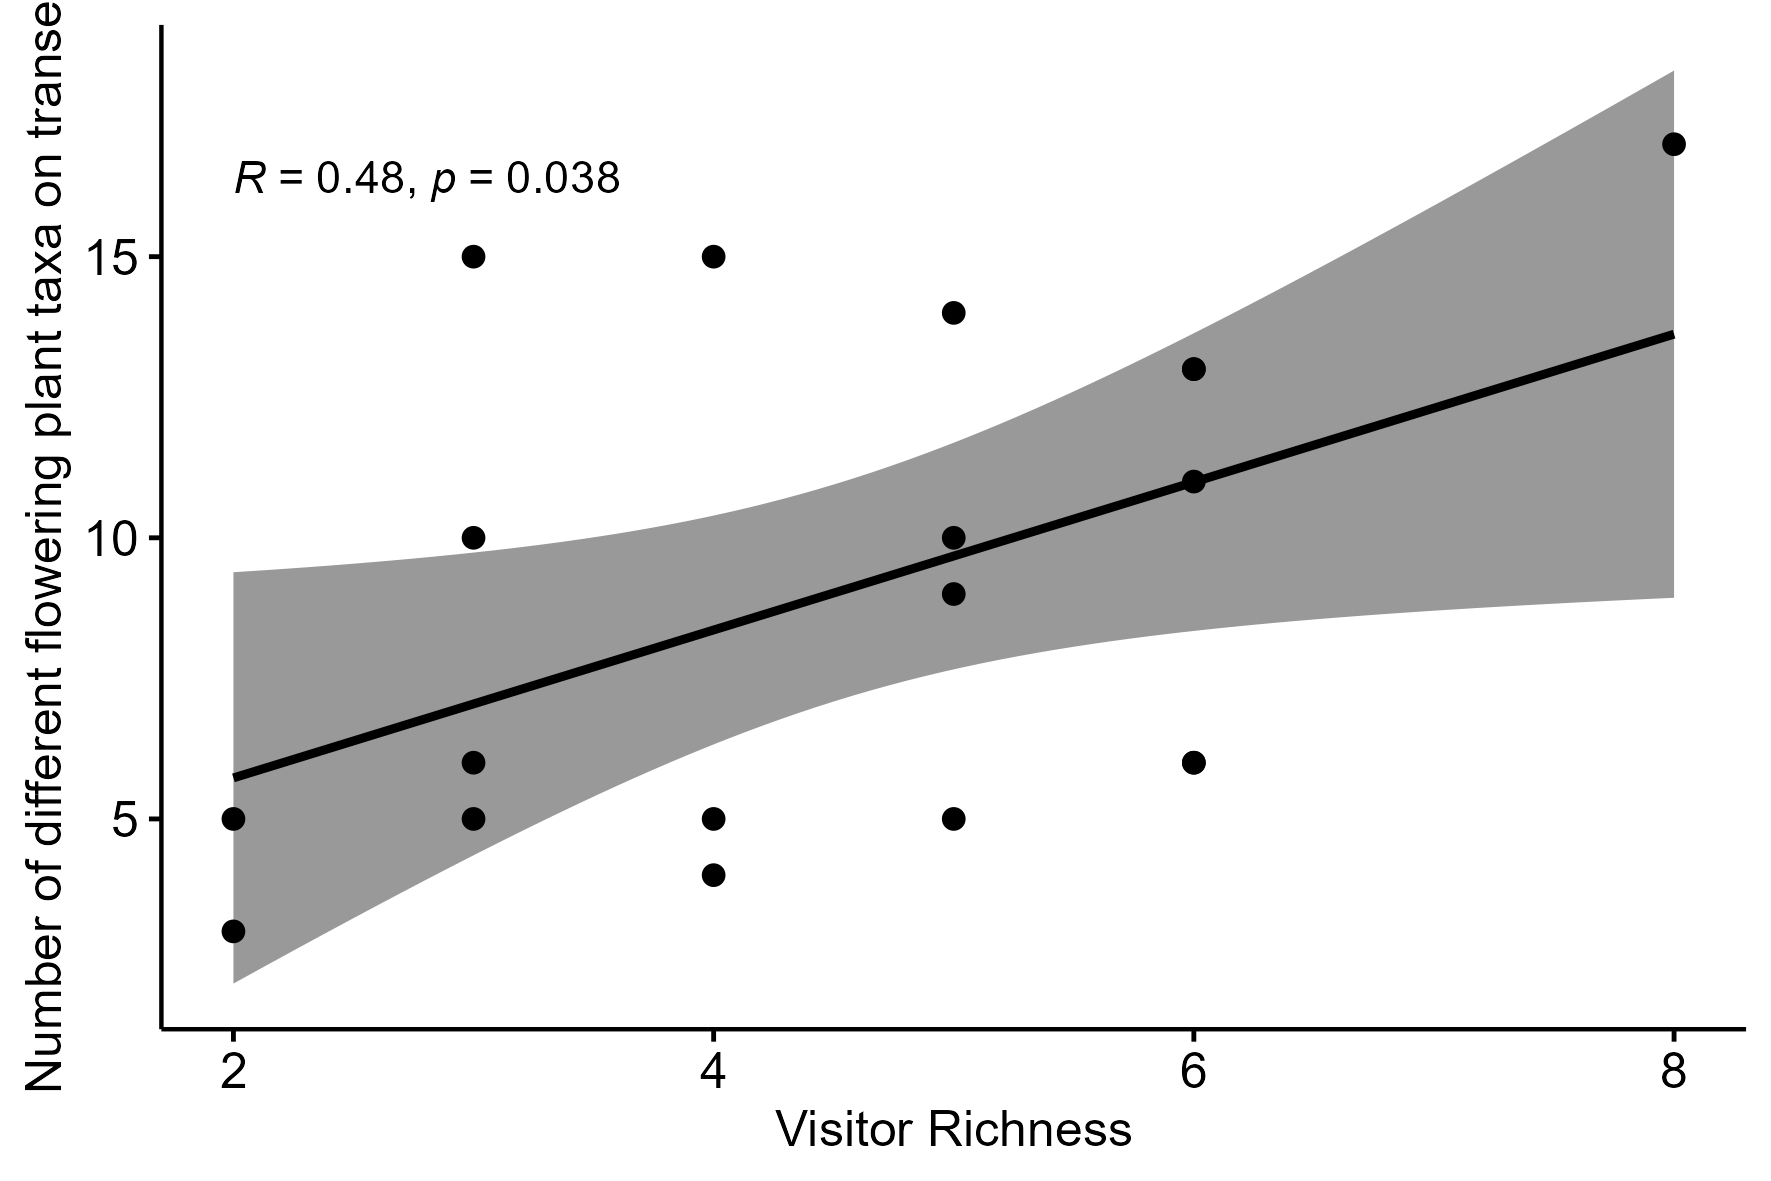 Number of different flowering plant taxa on transe
R = 0.48, p = 0.038
15
10
5
2 4 6 8
Visitor Richness